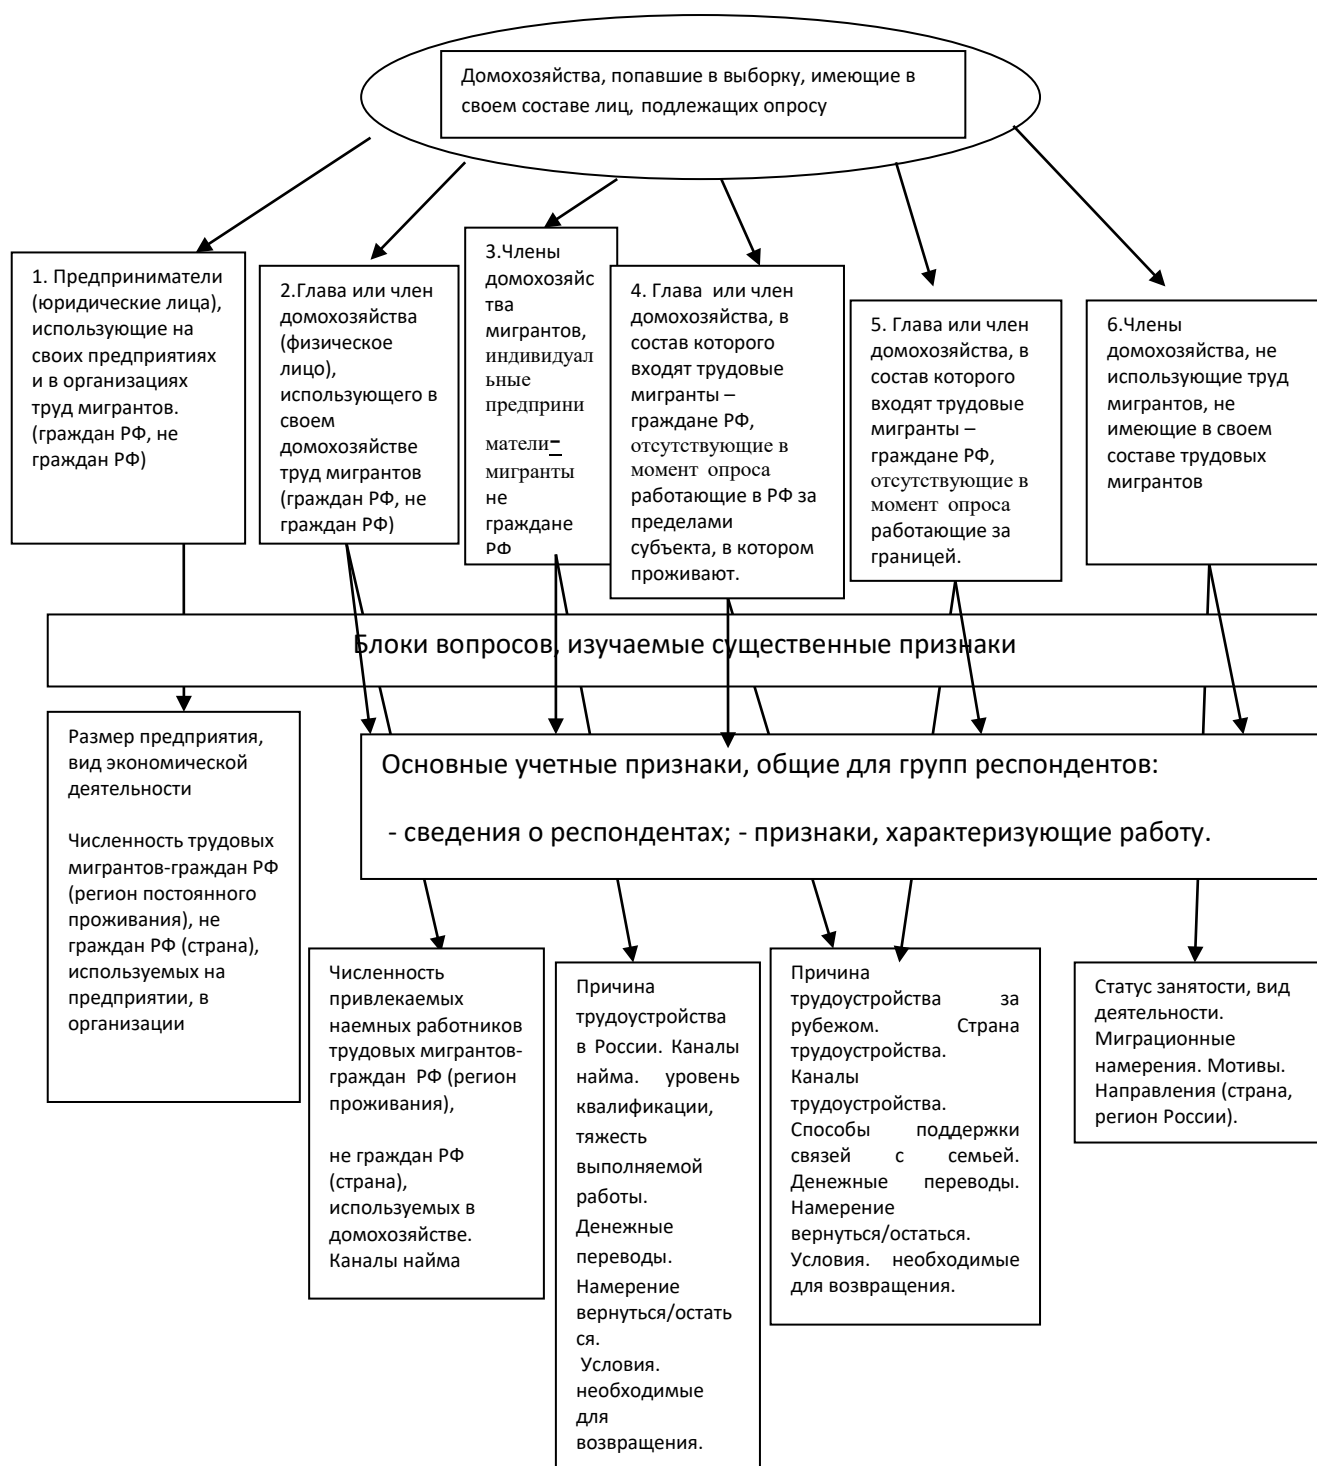 Домохозяйства, попавшие в выборку, имеющие в
своем составе лиц, подлежащих опросу
1. Предприниматели
(юридические лица),
использующие на
своих предприятиях
и в организациях
труд мигрантов.
(граждан РФ, не
граждан РФ)
2.Глава или член
домохозяйства
(физическое
лицо),
использующего в
своем
домохозяйстве
труд мигрантов
(граждан РФ, не
граждан РФ)
3.Члены
домохозяйс
тва
мигрантов,
индивидуал
ьные
предприни
матели–
мигранты
не
граждане
РФ
4. Глава или член
домохозяйства, в
состав которого
входят трудовые
мигранты –
граждане РФ,
отсутствующие в
момент опроса
работающие в РФ за
пределами
субъекта, в котором
проживают.
5. Глава или член
домохозяйства, в
состав которого
входят трудовые
мигранты –
граждане РФ,
отсутствующие в
момент опроса
работающие за
границей.
6.Члены
домохозяйства, не
использующие труд
мигрантов, не
имеющие в своем
составе трудовых
мигрантов
Блоки вопросов, изучаемые существенные признаки
Размер предприятия,
вид экономической
деятельности
Численность трудовых
мигрантов-граждан РФ
(регион постоянного
проживания), не
граждан РФ (страна),
используемых на
предприятии, в
организации
Основные учетные признаки, общие для групп респондентов:
- сведения о респондентах; - признаки, характеризующие работу.
Численность
привлекаемых
наемных работников
трудовых мигрантов-
граждан РФ (регион
проживания),
не граждан РФ
(страна),
используемых в
домохозяйстве.
Каналы найма
Причина
трудоустройства
в России. Каналы
найма. уровень
квалификации,
тяжесть
выполняемой
работы.
Денежные
переводы.
Намерение
вернуться/остать
ся.
Условия.
необходимые
для
возвращения.
Причина
трудоустройства за
рубежом. Страна
трудоустройства.
Каналы
трудоустройства.
Способы поддержки
связей с семьей.
Денежные переводы.
Намерение
вернуться/остаться.
Условия. необходимые
для возвращения.
Статус занятости, вид
деятельности.
Миграционные
намерения. Мотивы.
Направления (страна,
регион России).